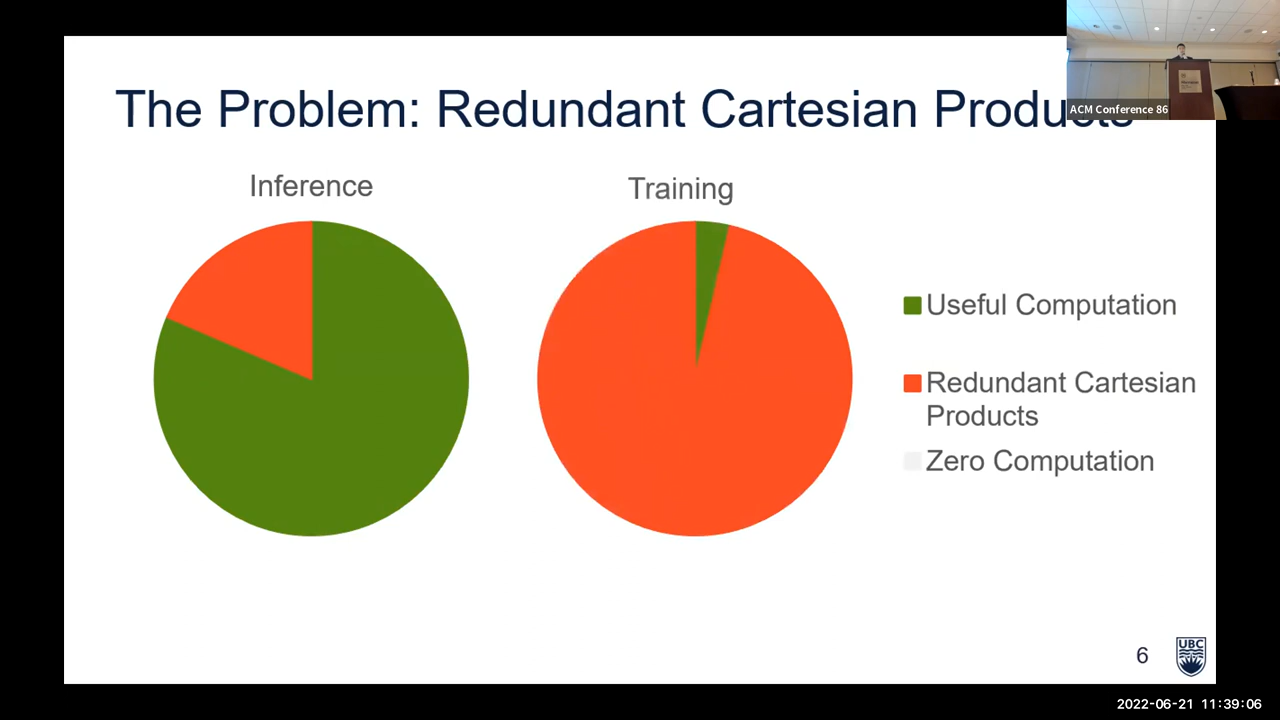 The Problem: Redundant Cartesian Products
ACM Conference 86
Inference
Training
Useful Computation
Redundant Cartesian
Products
Zero Computation
6
UBC
2022-06-21 11:39:06